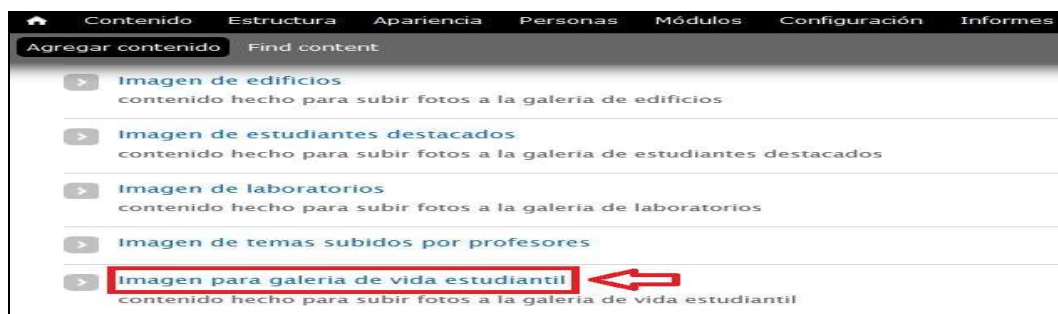 Contenido Estructura Apariencia Personas Módulos Configuración Informes
Agregar contenido Find content
Imagen de edificios
contenido hecho para subir fotos a la galeria de edificios
Imagen de estudiantes destacados
contenido hecho para subir fotos a la galeria de estudiantes destacados
Imagen de laboratorios
contenido hecho para subir fotos a la galeria de laboratorios
Imagen de temas subidos por profesores
Imagen para galeria de vida estudiantil
contenido hecho para subir fotos a la galeria de vida estudiantil